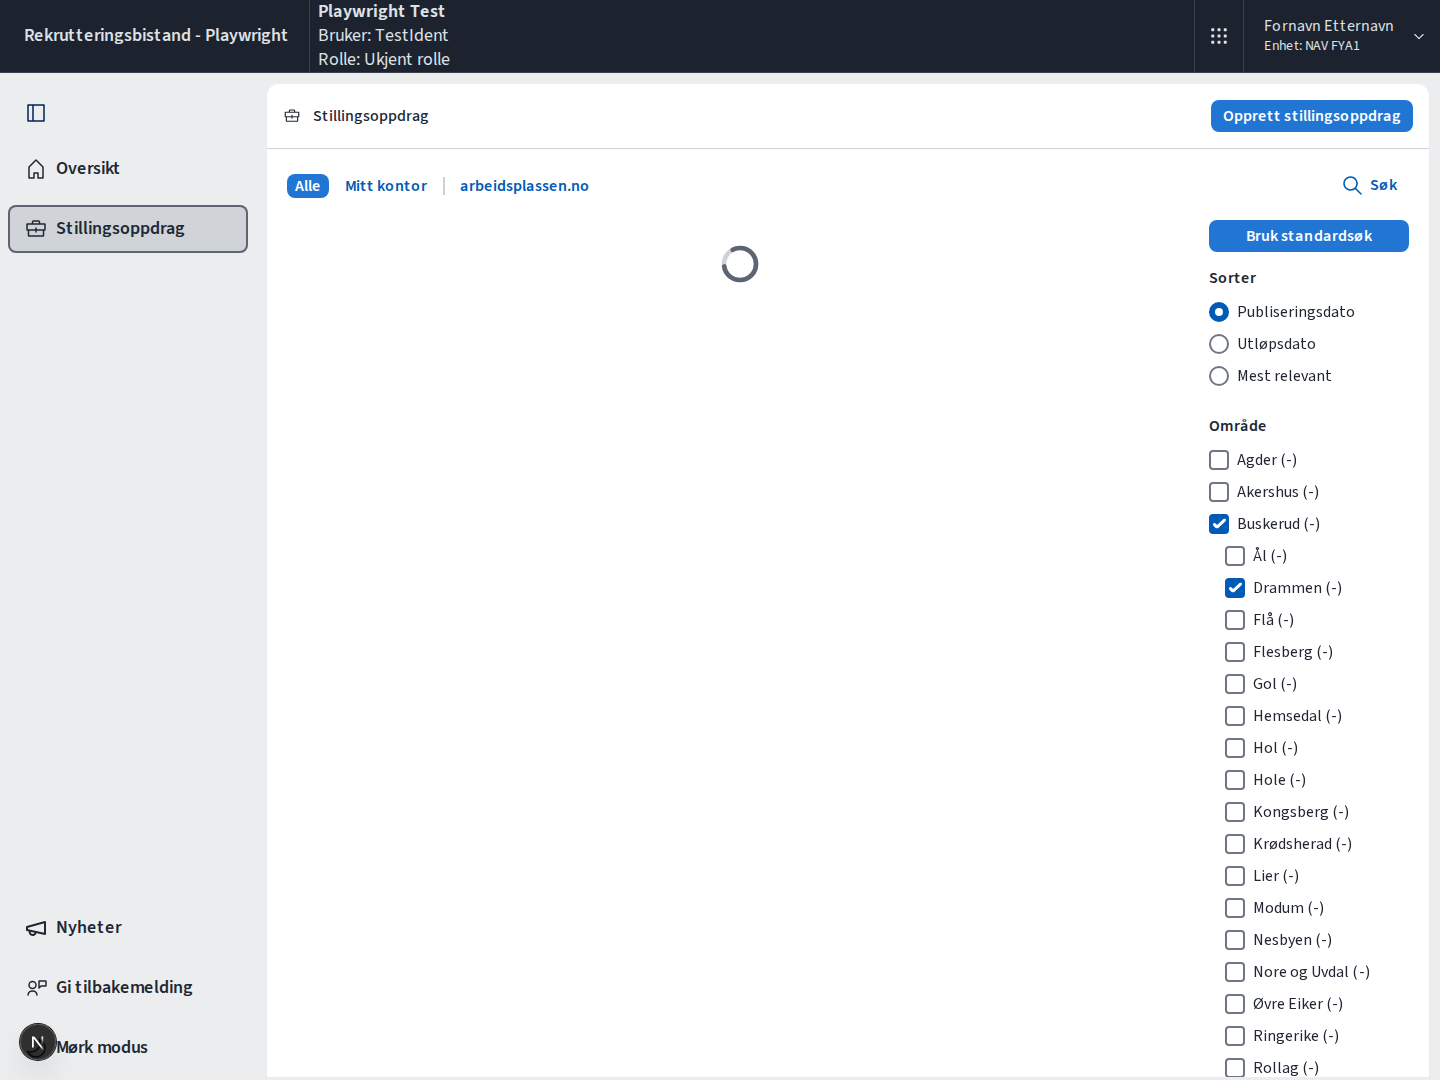 Rekrutteringsbistand - Playwright
Playwright Test
Bruker: TestIdent
Rolle: Ukjent rolle
Fornavn Etternavn
Enhet: NAV FYA1
Oversikt
Stillingsoppdrag
Nyheter
Gi tilbakemelding
Mørk modus
N
Stillingsoppdrag
Opprett stillingsoppdrag
Alle
Mitt kontor
arbeidsplassen.no
Søk
Bruk standardsøk
Sorter
Publiseringsdato
Utløpsdato
Mest relevant
Område
Agder (-)
Akershus (-)
Buskerud (-)
Ål (-)
Drammen (-)
Flå (-)
Flesberg (-)
Gol (-)
Hemsedal (-)
Hol (-)
Hole (-)
Kongsberg (-)
Krødsherad (-)
Lier (-)
Modum (-)
Nesbyen (-)
Nore og Uvdal (-)
Øvre Eiker (-)
Ringerike (-)
Rollag (-)